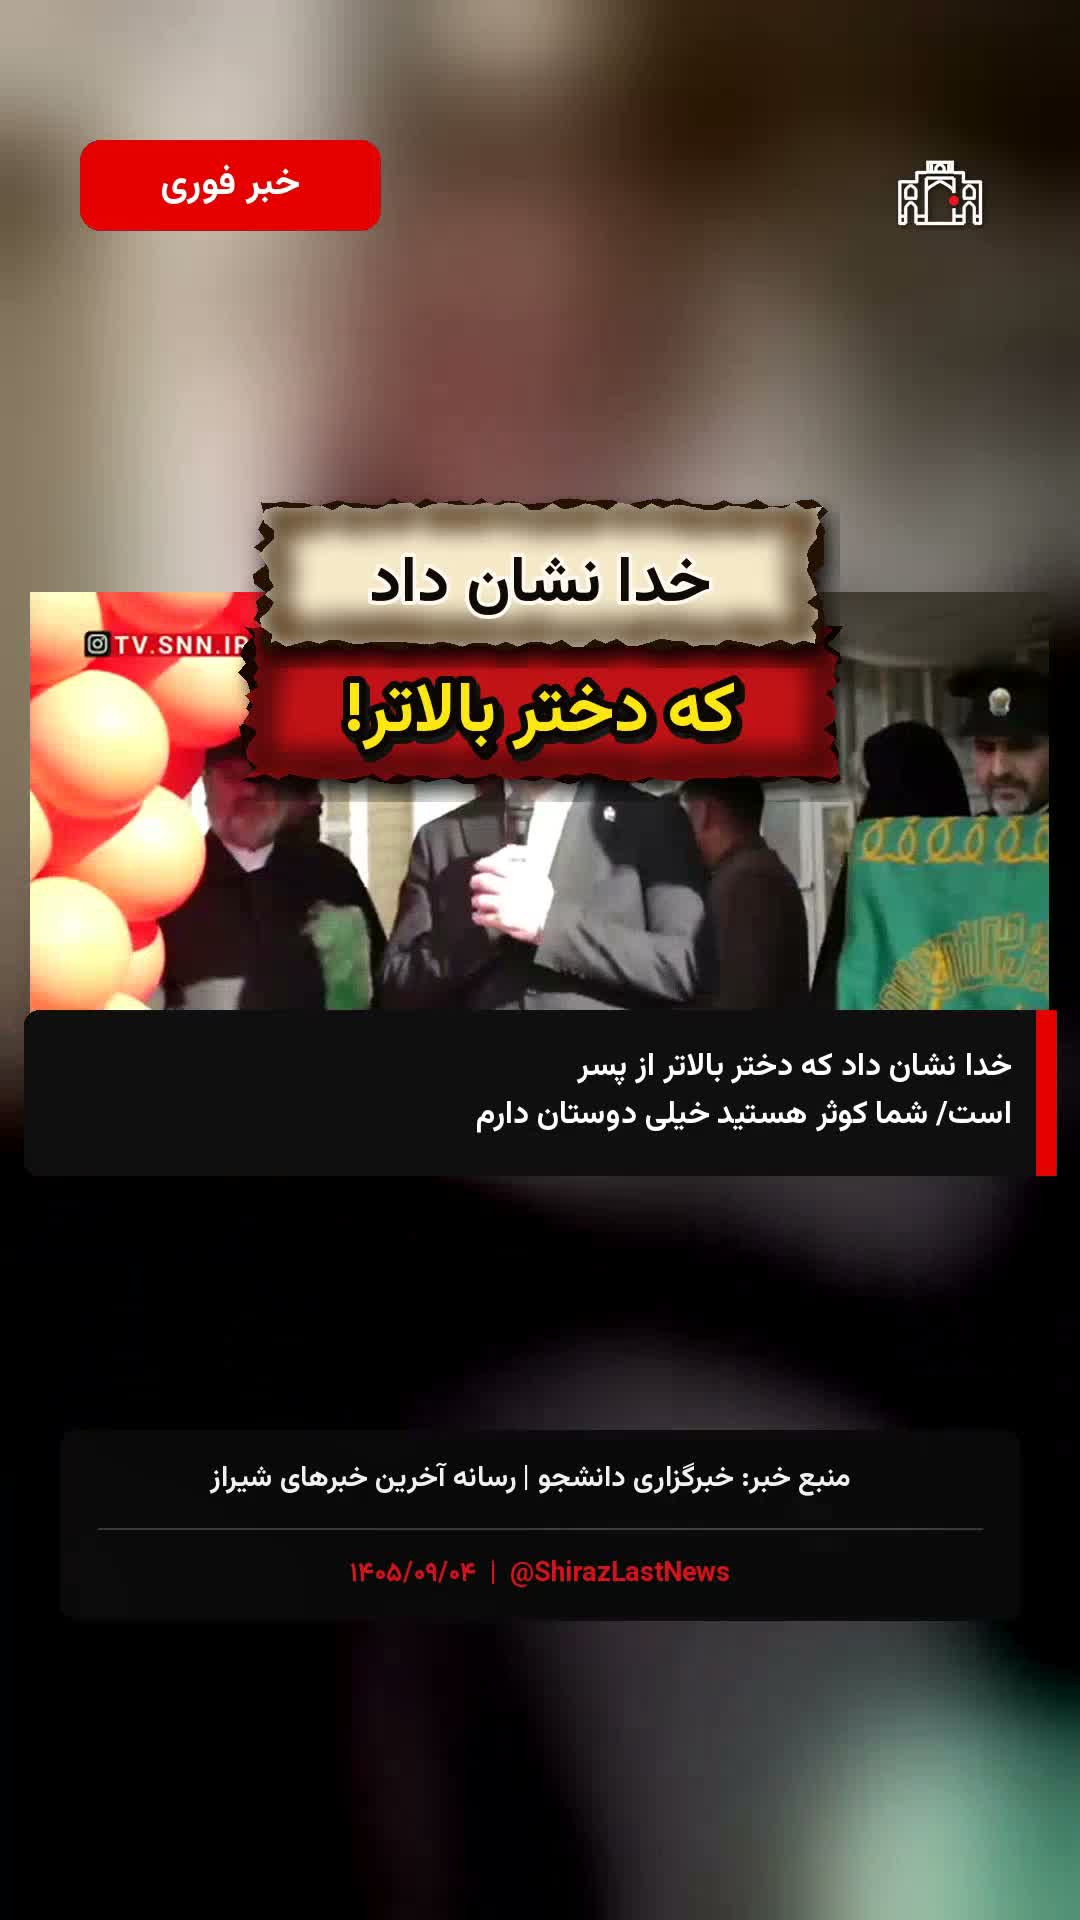 خبر فوری
خدا نشان داد
TV.SNN.IR
که دختر بالاتر!
خدا نشان داد که دختر بالاتر از پسر
است/ شما کوثر هستید خیلی دوستان دارم
منبع خبر: خبرگزاری دانشجو | رسانه آخرین خبرهای شیراز
@ShirazLastNews | ۱۴۰۵/۰۹/۰۴